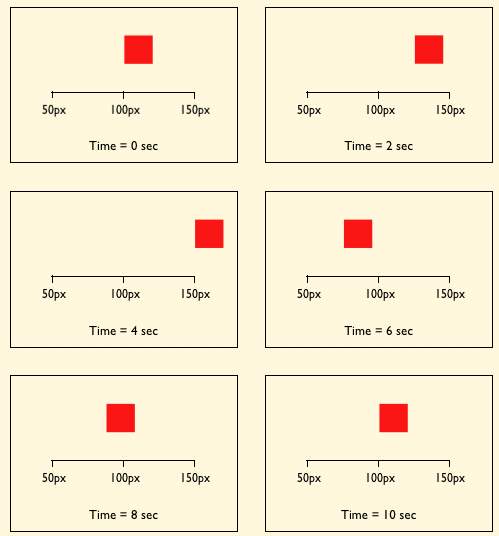 50px 100px 150px
Time = 0 sec
50px 100px 150px
Time = 2 sec
50px 100px 150px
Time = 4 sec
50px 100px 150px
Time = 6 sec
50px 100px 150px
Time = 8 sec
50px 100px 150px
Time = 10 sec